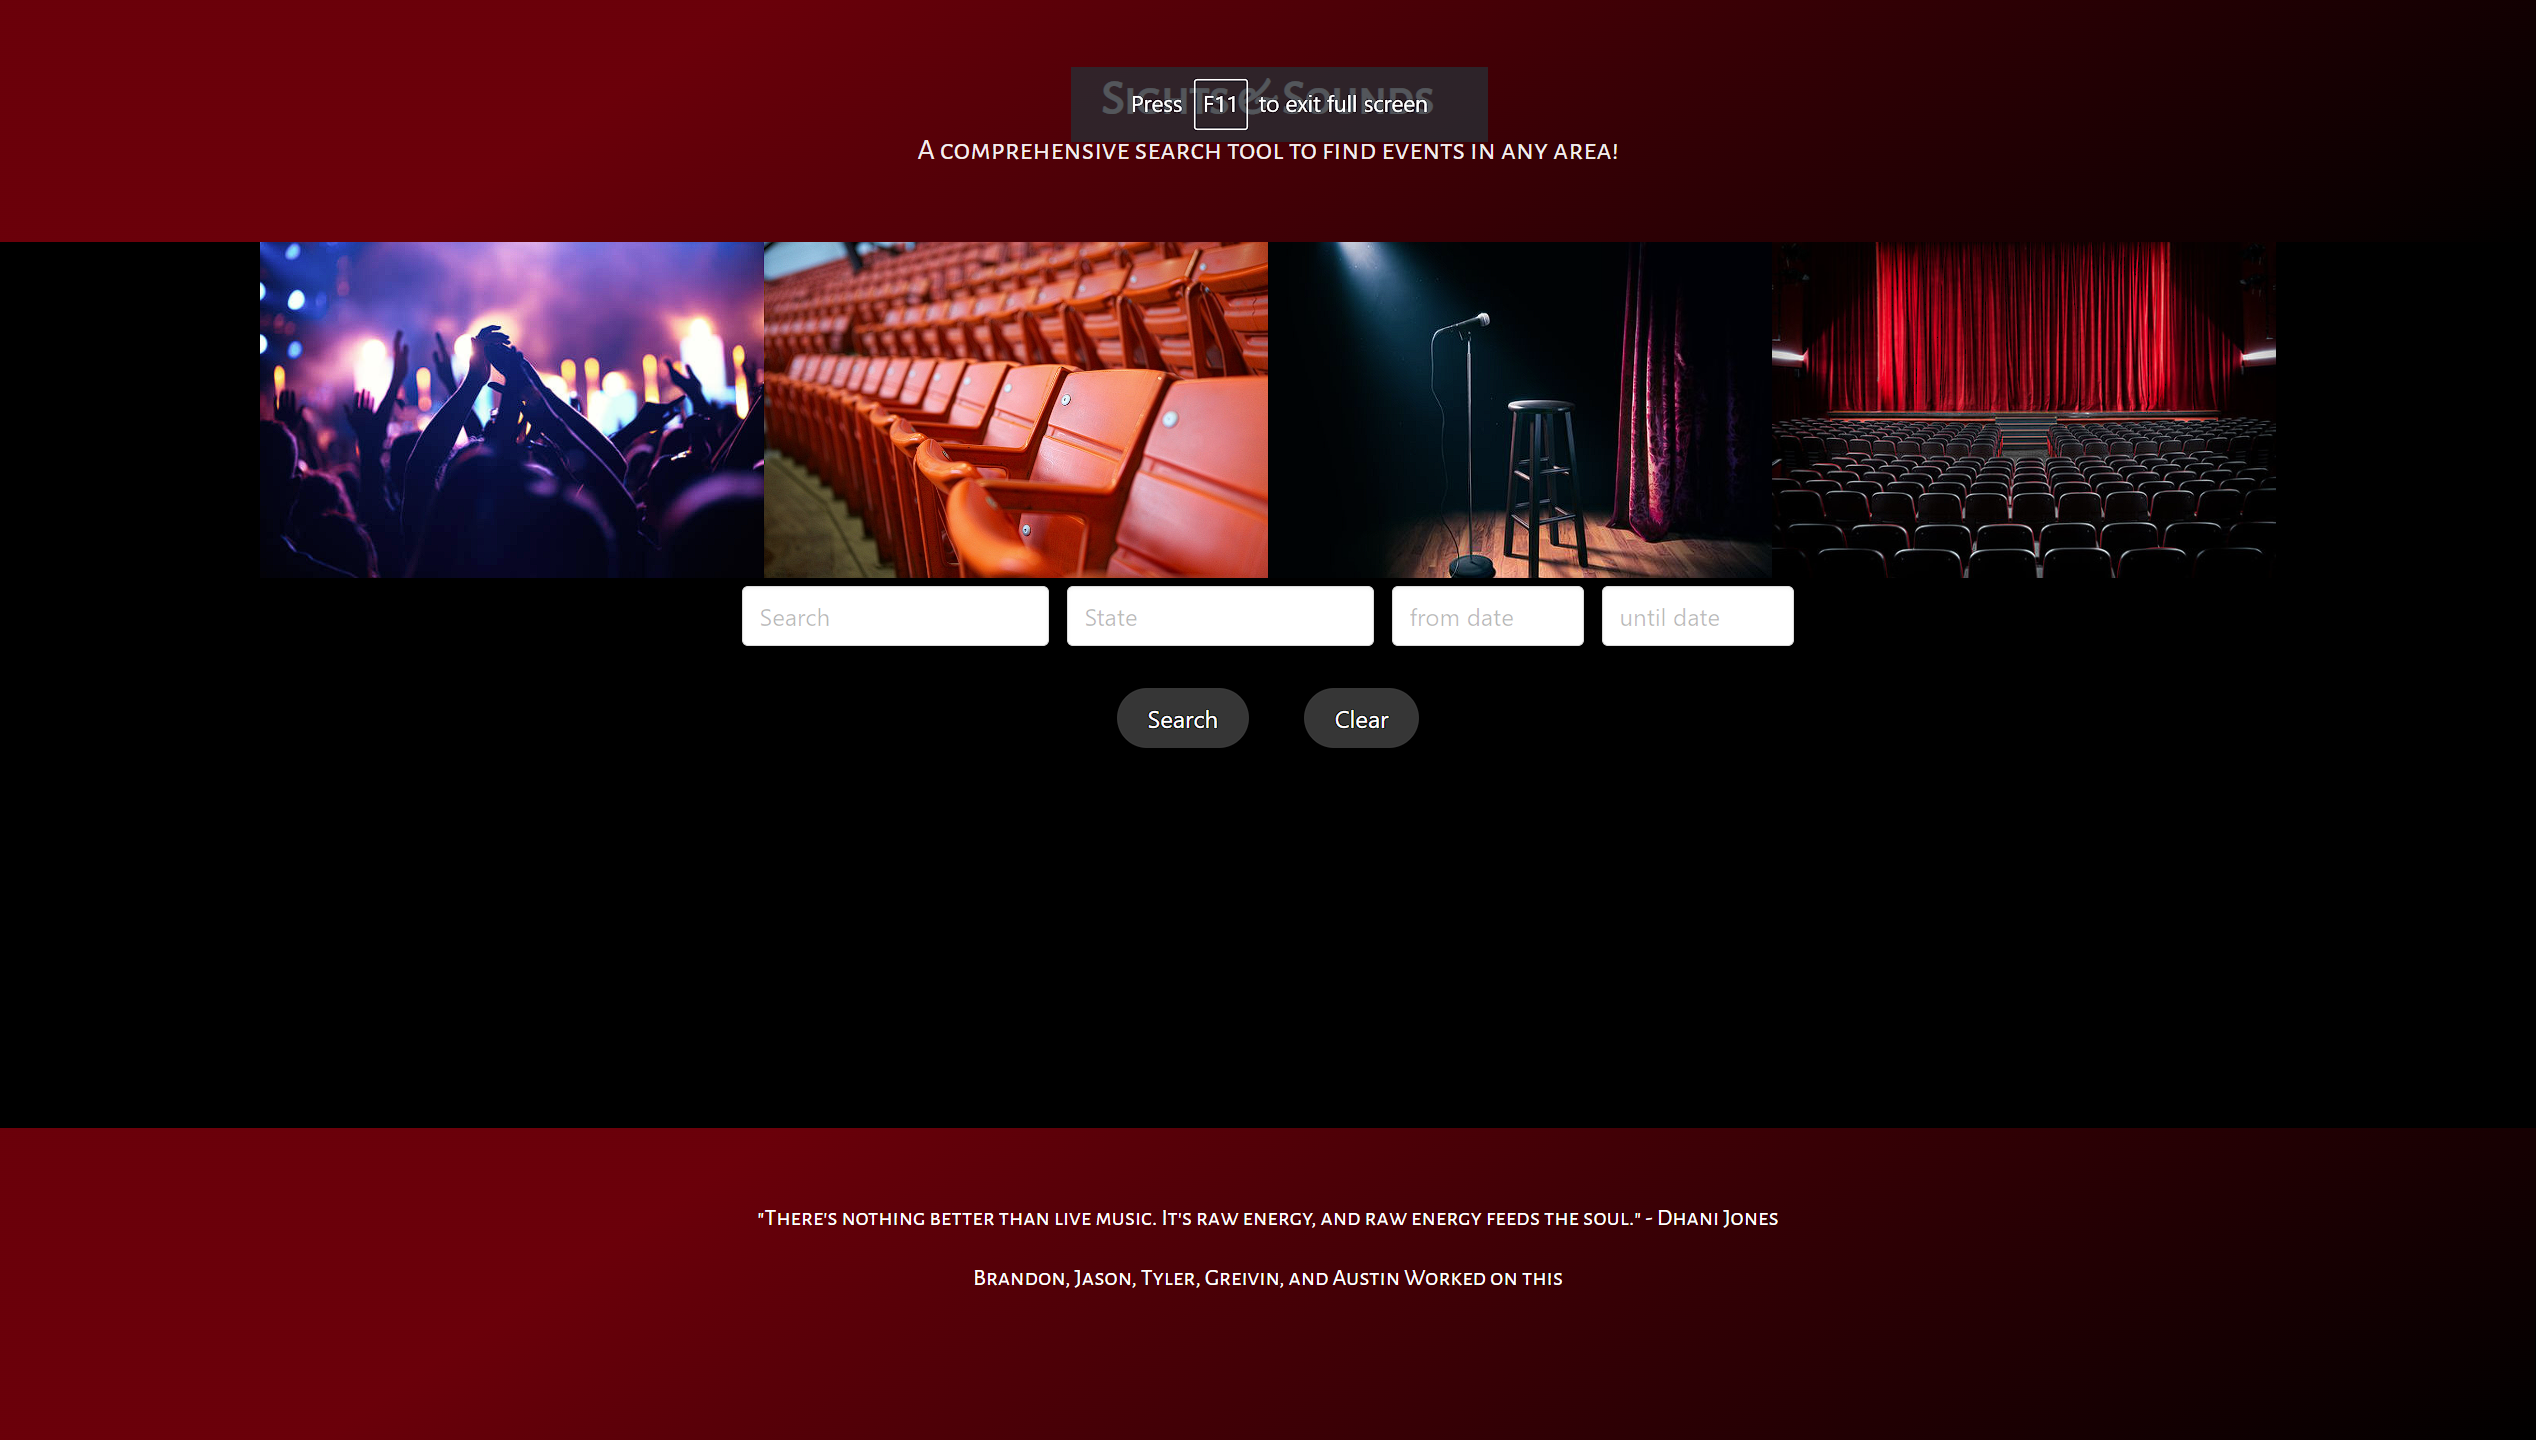 Sights & Sounds
Press F11 to exit full screen
A comprehensive search tool to find events in any area!
Search State from date until date
Search Clear
"There's nothing better than live music. It's raw energy, and raw energy feeds the soul." - Dhani Jones
Brandon, Jason, Tyler, Greivin, and Austin Worked on this